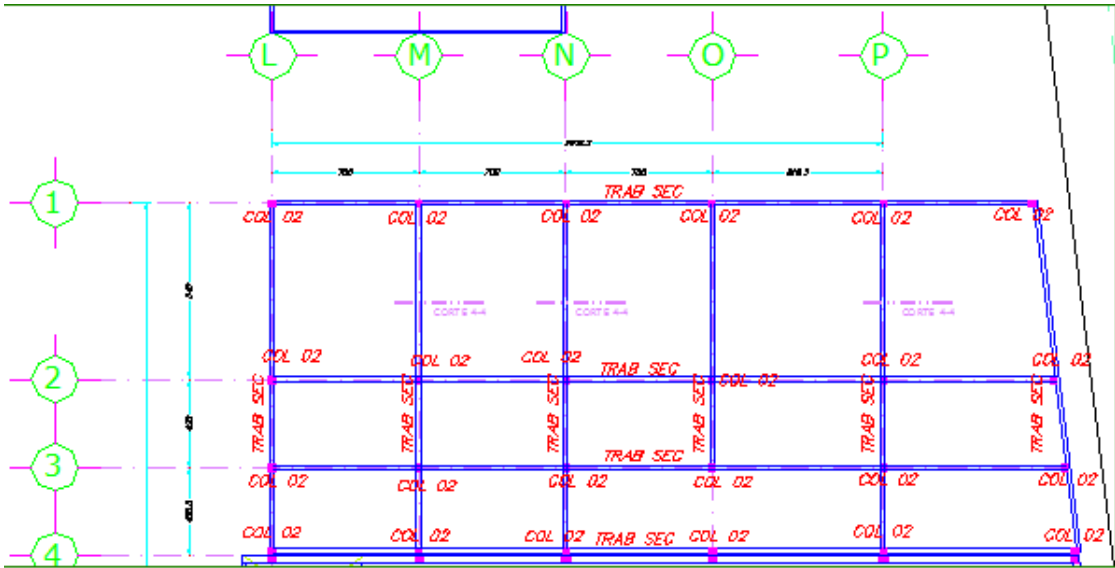 L M N O P
700 700 700
TRAB SEC
1
COL 02 COL 02 COL 02 COL 02 COL 02 COL 02
CORTE 4-4 CORTE 4-4 CORTE 4-4
COL 02 COL 02 COL 02 COL 02 COL 02
2
TRAB SEC
COL 02
TRAB SEC TRAB SEC TRAB SEC TRAB SEC TRAB SEC
TRAB SEC
3
COL 02 COL 02 COL 02 COL 02 COL 02 COL 02
COL 02 COL 02 COL 02 TRAB SEC COL 02 COL 02 COL 02
4